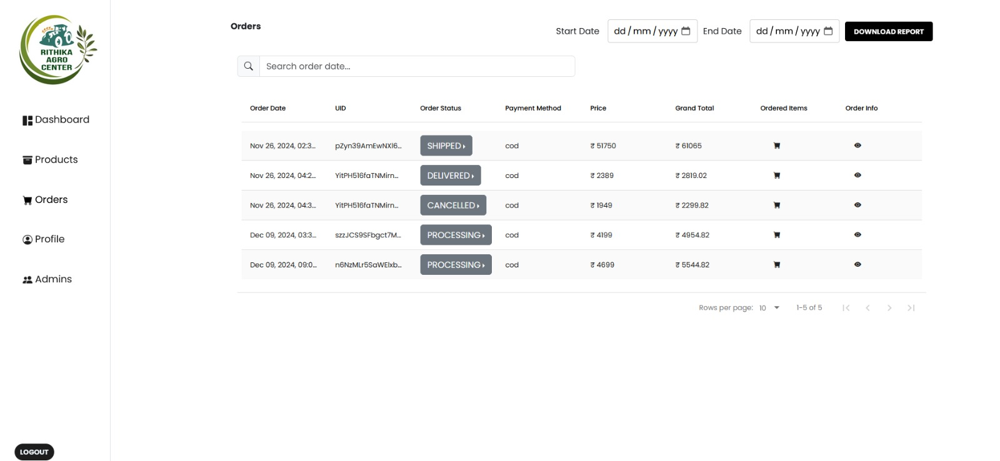 RITHIKA
AGRO
CENTER
Dashboard
Products
Orders
Profile
Admins
LOGOUT
Orders
Start Date dd/mm/yyyy End Date dd/mm/yyyy DOWNLOAD REPORT
Search order date...
Order Date UID Order Status Payment Method Price Grand Total Ordered Items Order Info
Nov 26, 2024, 02:3... pZyn39AmEwNXl6... SHIPPED cod ₹ 51750 ₹ 61065
Nov 26, 2024, 04:2... YitPH516faTNMirn... DELIVERED cod ₹ 2389 ₹ 2819.02
Nov 26, 2024, 04:3... YitPH516faTNMirn... CANCELLED cod ₹ 1949 ₹ 2299.82
Dec 09, 2024, 03:3... szzJCS9SFbgct7M... PROCESSING cod ₹ 4199 ₹ 4954.82
Dec 09, 2024, 09:0... n6NzMLr5SaWElxb... PROCESSING cod ₹ 4699 ₹ 5544.82
Rows per page: 10 1-5 of 5